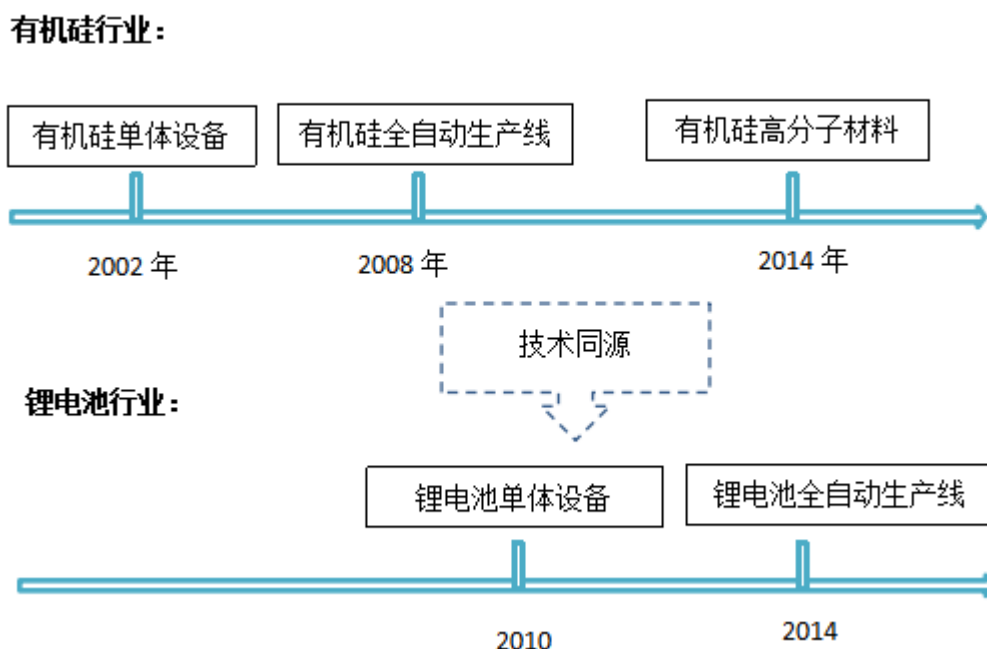 有机硅行业：
有机硅单体设备
有机硅全自动生产线
有机硅高分子材料
2002 年
2008 年
2014 年
技术同源
锂电池行业：
锂电池单体设备
锂电池全自动生产线
2010
2014